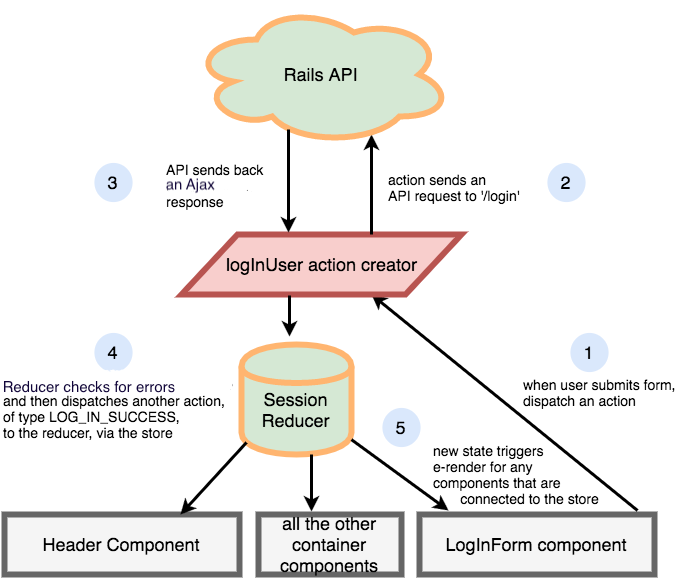 Rails API
3
API sends back
an Ajax
response
action sends an
API request to '/login'
2
logInUser action creator
4
1
Reducer checks for errors
and then dispatches another action,
of type LOG_IN_SUCCESS,
to the reducer, via the store
when user submits form,
dispatch an action
Session
Reducer
5
new state triggers
e-render for any
components that are
connected to the store
Header Component
all the other
container
components
LogInForm component